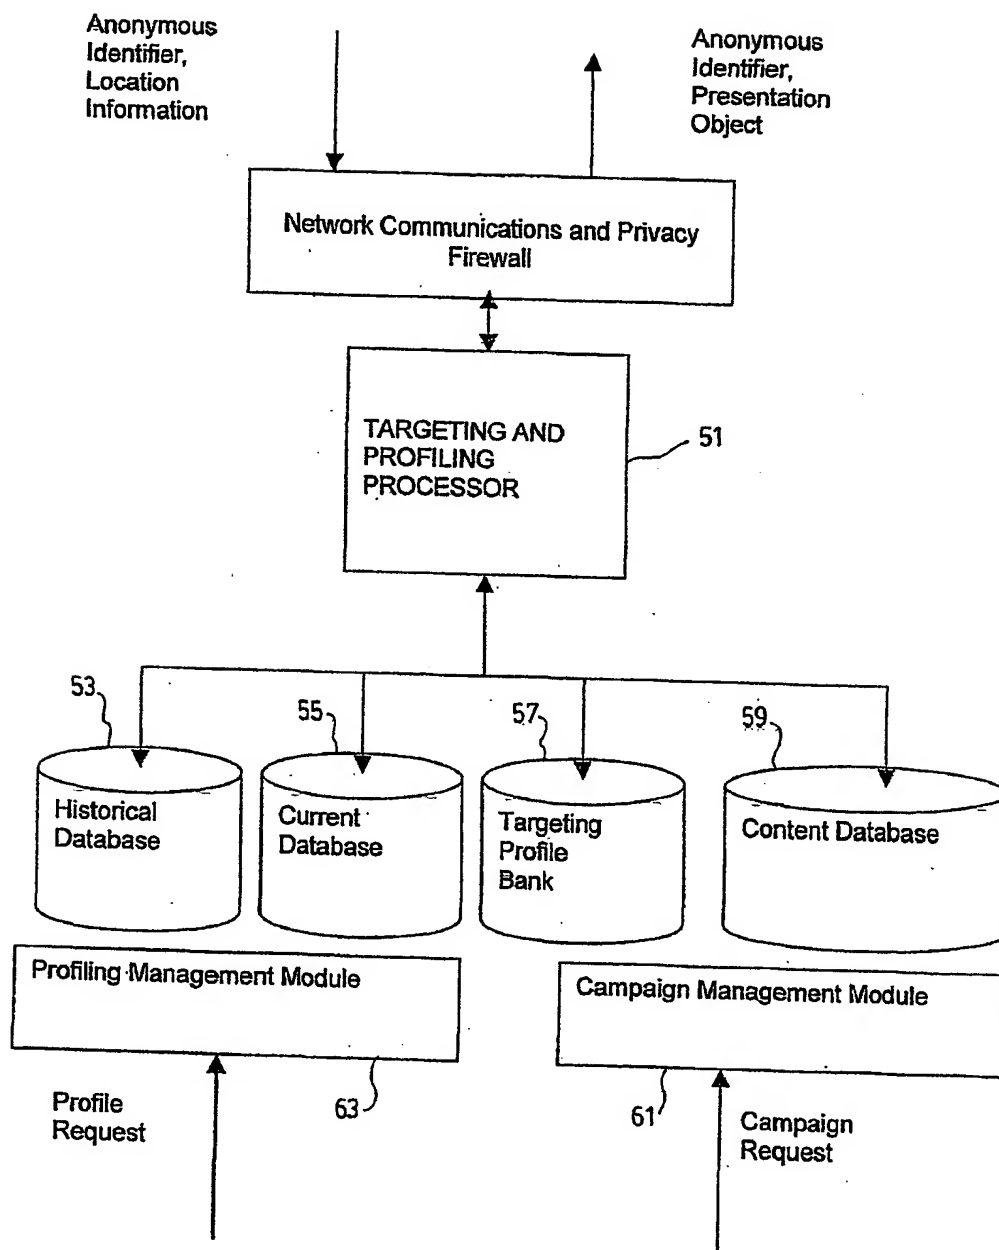 Anonymous
Identifier,
Location
Information
Anonymous
Identifier,
Presentation
Object
Network Communications and Privacy
Firewall
TARGETING AND
PROFILING
PROCESSOR
51
53
55
57
59
Historical
Database
Current
Database
Targeting
Profile
Bank
Content Database
Profiling Management Module
Campaign Management Module
63
61
Profile
Request
Campaign
Request